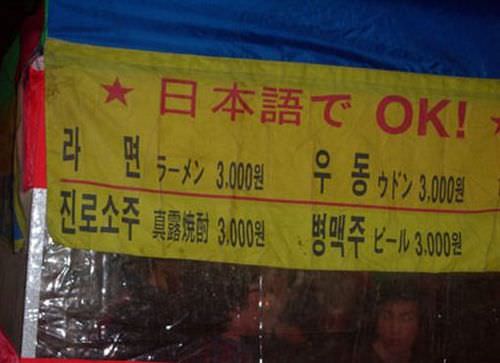 ★ 日本語で OK! ★
라 면 ラーメン 3,000원 우 동 ウドン 3,000원
진로소주 真露焼酎 3,000원 병맥주 ビール 3,000원